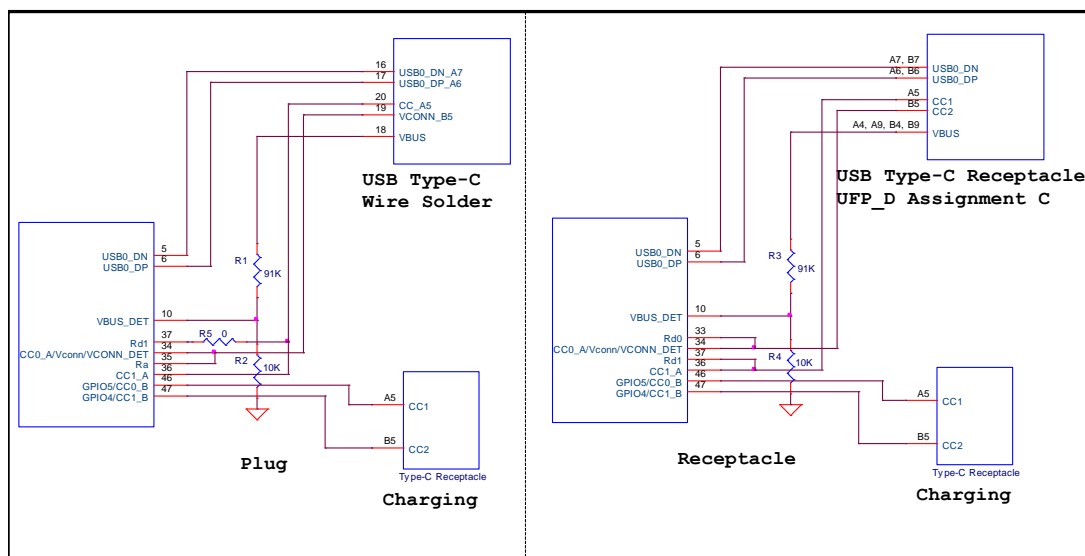 16
USB0_DN_A7
17
USB0_DP_A6
20
CC_A5
19
VCONN_B5
18
VBUS
USB Type-C
Wire Solder
5
USB0_DN
6
USB0_DP
R1
91K
10
VBUS_DET
37
R5 0
Rd1
34
CC0_A/Vconn/VCONN_DET
35
Ra
R2
36
10K
CC1_A
46
GPIO5/CC0_B
47
GPIO4/CC1_B
A5
CC1
B5
CC2
Plug
Type-C Receptacle
Charging
A7, B7
USB0_DN
A6, B6
USB0_DP
A5
CC1
B5
CC2
A4, A9, B4, B9
VBUS
USB Type-C Receptacle
UFP_D Assignment C
5
USB0_DN
6
USB0_DP
R3
91K
10
VBUS_DET
33
Rd0
34
CC0_A/Vconn/VCONN_DET
37
Rd1
R4
36
10K
CC1_A
46
GPIO5/CC0_B
47
GPIO4/CC1_B
A5
CC1
B5
CC2
Receptacle
Type-C Receptacle
Charging